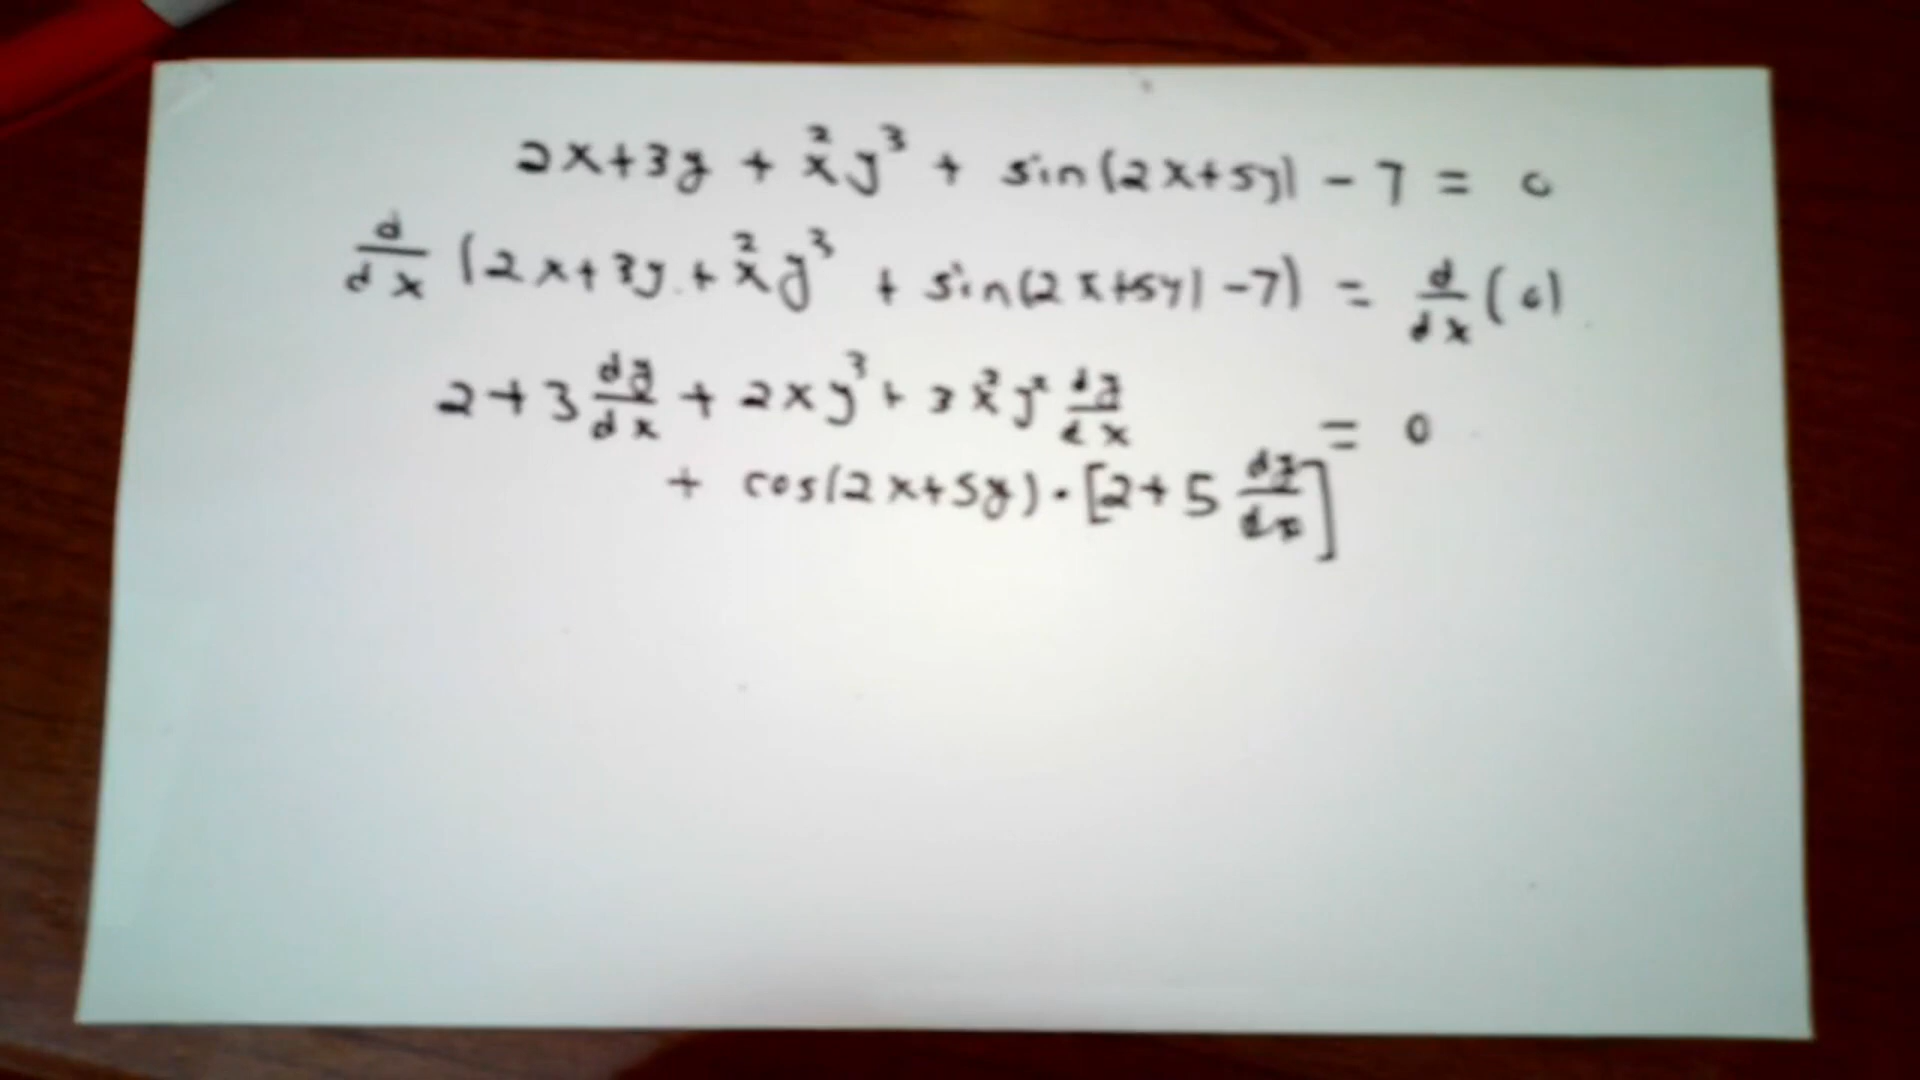 2x+3y + x²y³ + sin(2x+5y) - 7 = 0
d/dx (2x+3y + x²y³ + sin(2x+5y) - 7) = d/dx (0)
2 + 3 dy/dx + 2xy³ + 3x²y² dy/dx = 0
+ cos(2x+5y) · [2 + 5 dy/dx]